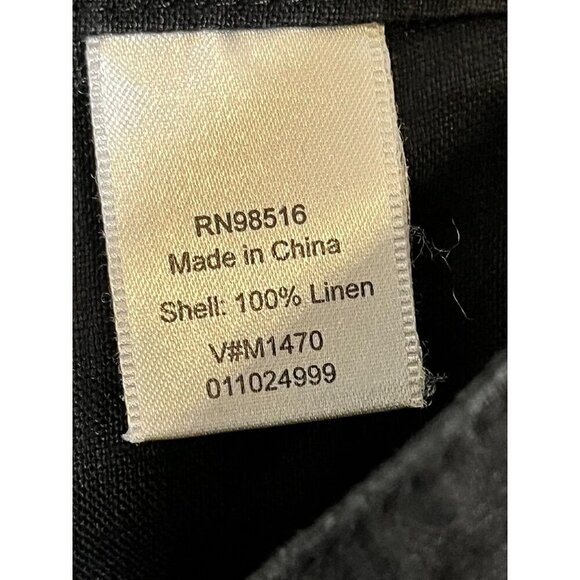 RN98516
Made in China
Shell: 100% Linen
V#M1470
011024999